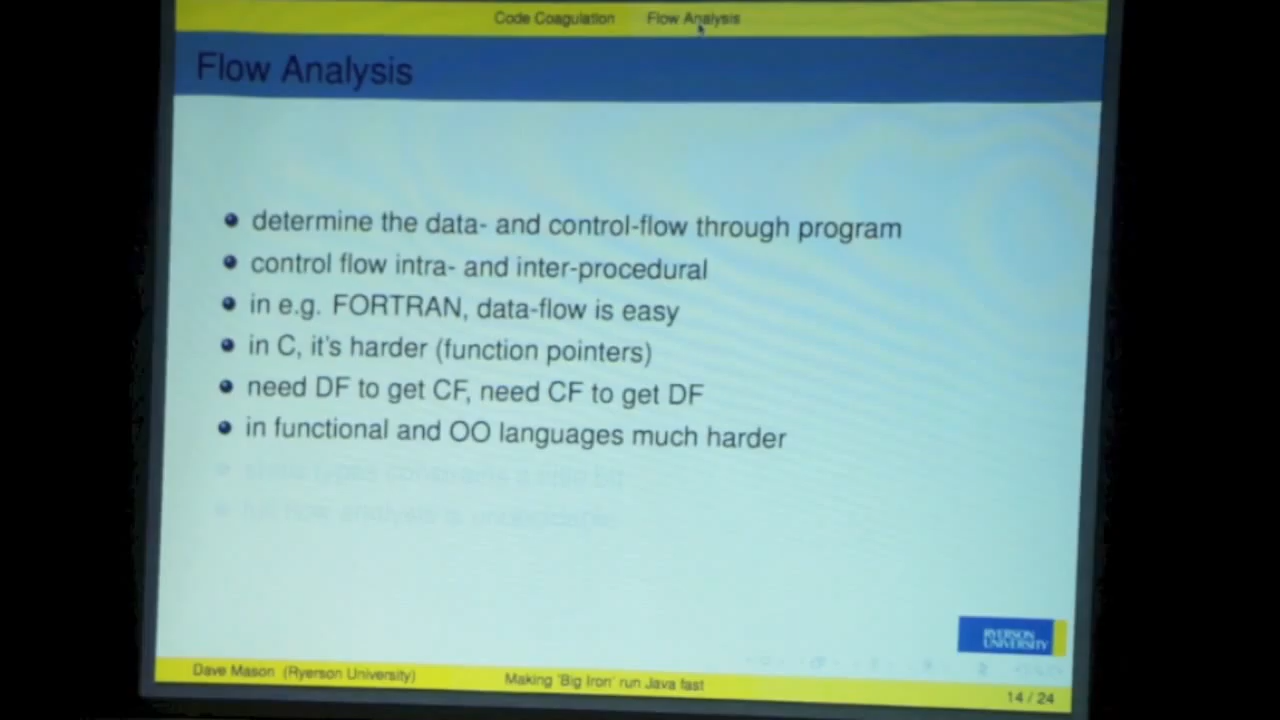 Code Coagulation Flow Analysis
Flow Analysis
determine the data- and control-flow through program
control flow intra- and inter-procedural
in e.g. FORTRAN, data-flow is easy
in C, it's harder (function pointers)
need DF to get CF, need CF to get DF
in functional and OO languages much harder
RYERSON
UNIVERSITY
Dave Mason (Ryerson University) Making 'Big Iron' run Java fast 14 / 24